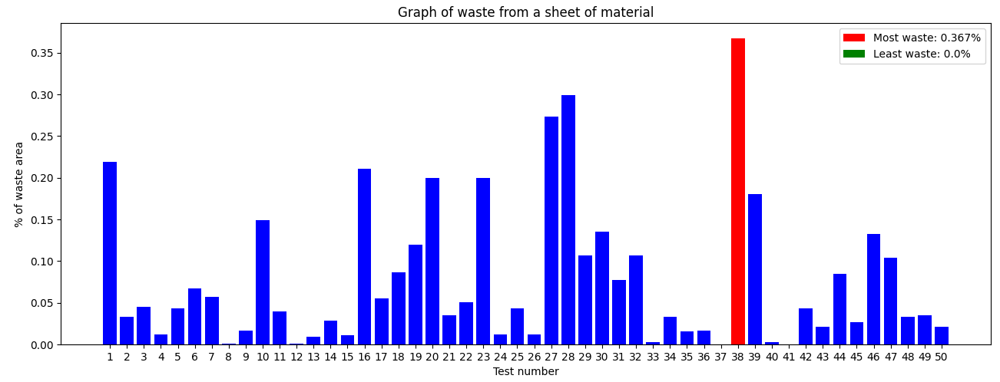 Graph of waste from a sheet of material
Most waste: 0.367%
Least waste: 0.0%
% of waste area
0.35
0.30
0.25
0.20
0.15
0.10
0.05
0.00
1 2 3 4 5 6 7 8 9 10 11 12 13 14 15 16 17 18 19 20 21 22 23 24 25 26 27 28 29 30 31 32 33 34 35 36 37 38 39 40 41 42 43 44 45 46 47 48 49 50
Test number